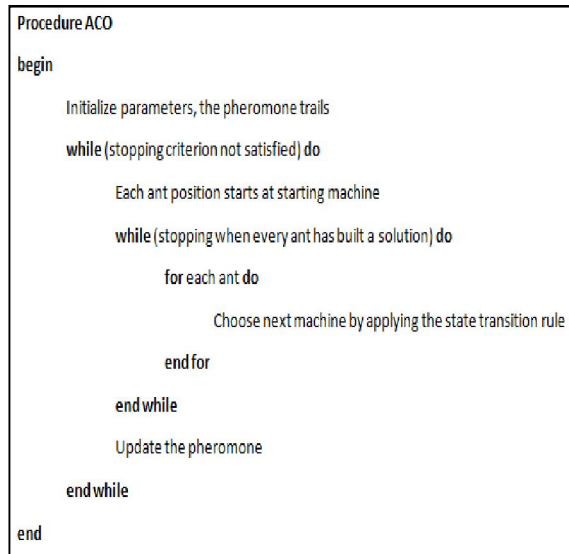 Procedure ACO
begin
Initialize parameters, the pheromone trails
while (stopping criterion not satisfied) do
Each ant position starts at starting machine
while (stopping when every ant has built a solution) do
for each ant do
Choose next machine by applying the state transition rule
end for
end while
Update the pheromone
end while
end